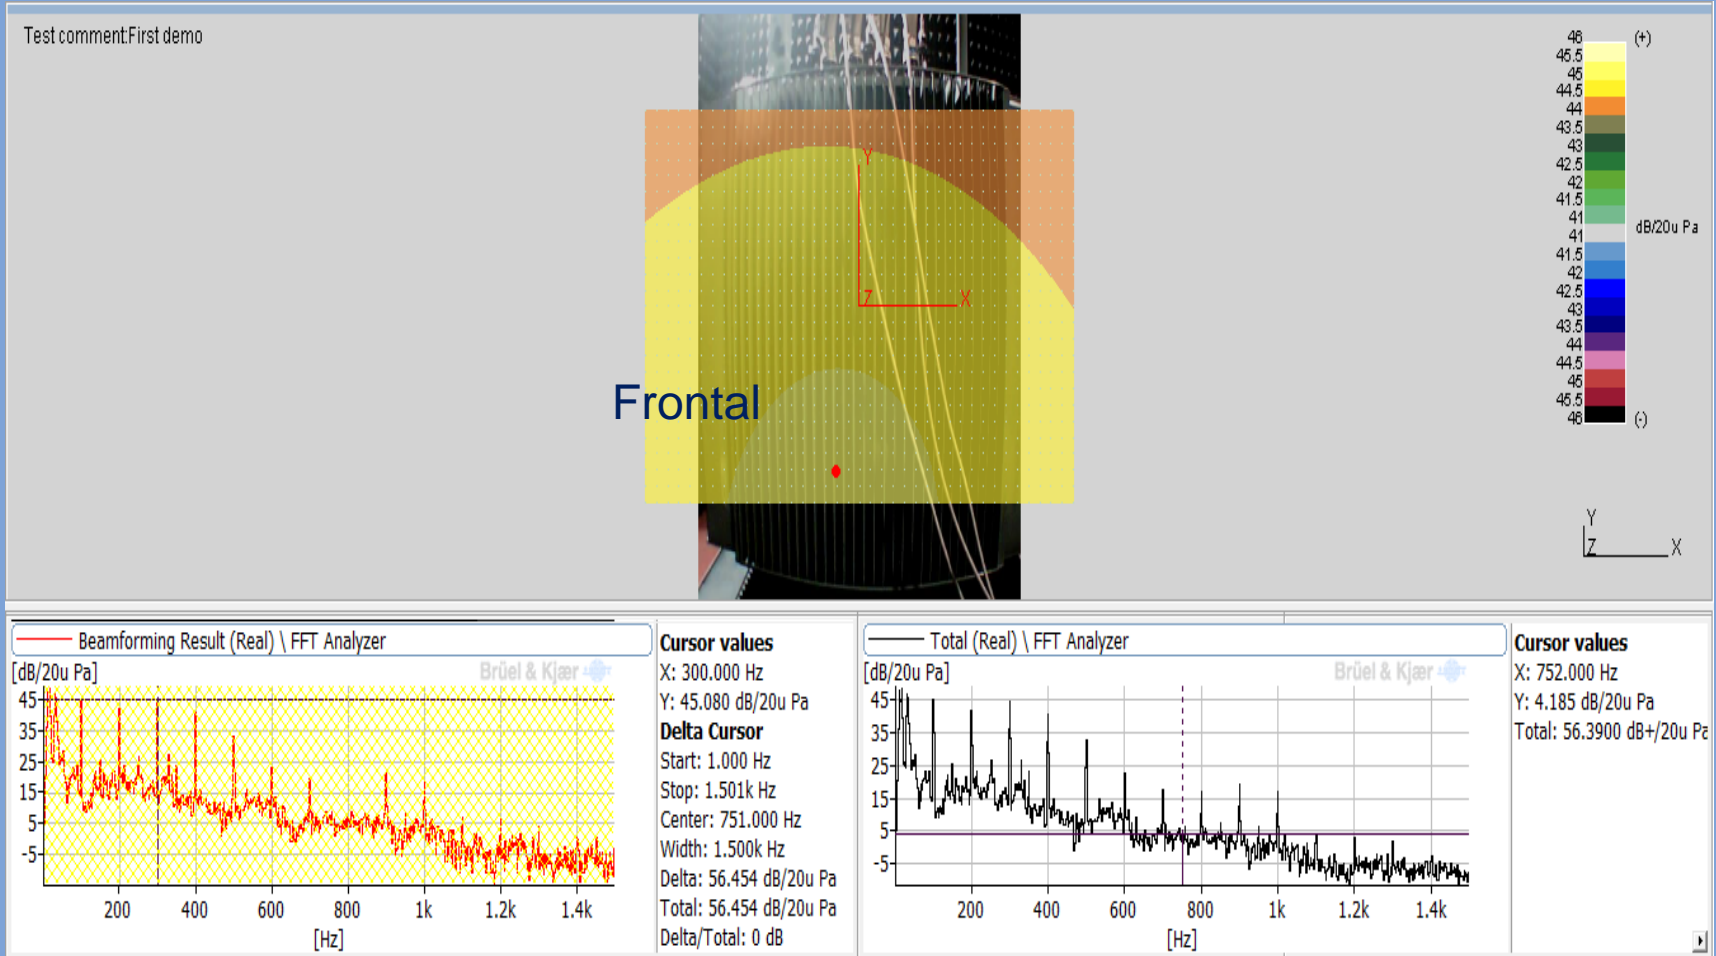 Test comment:First demo
46
45.5
45
44.5
44
43.5
43
42.5
42
41.5
41
41
41.5
42
42.5
43
43.5
44
44.5
45
45.5
46
(+)
dB/20u Pa
(-)
Y
Z
X
Frontal
Y
Z
X
Beamforming Result (Real) \ FFT Analyzer
[dB/20u Pa]
Brüel & Kjær
45
35
25
15
5
-5
200
400
600
800
1k
1.2k
1.4k
[Hz]
Cursor values
X: 300.000 Hz
Y: 45.080 dB/20u Pa
Delta Cursor
Start: 1.000 Hz
Stop: 1.501k Hz
Center: 751.000 Hz
Width: 1.500k Hz
Delta: 56.454 dB/20u Pa
Total: 56.454 dB/20u Pa
Delta/Total: 0 dB
Total (Real) \ FFT Analyzer
[dB/20u Pa]
Brüel & Kjær
45
35
25
15
5
-5
200
400
600
800
1k
1.2k
1.4k
[Hz]
Cursor values
X: 752.000 Hz
Y: 4.185 dB/20u Pa
Total: 56.3900 dB+/20u Pa